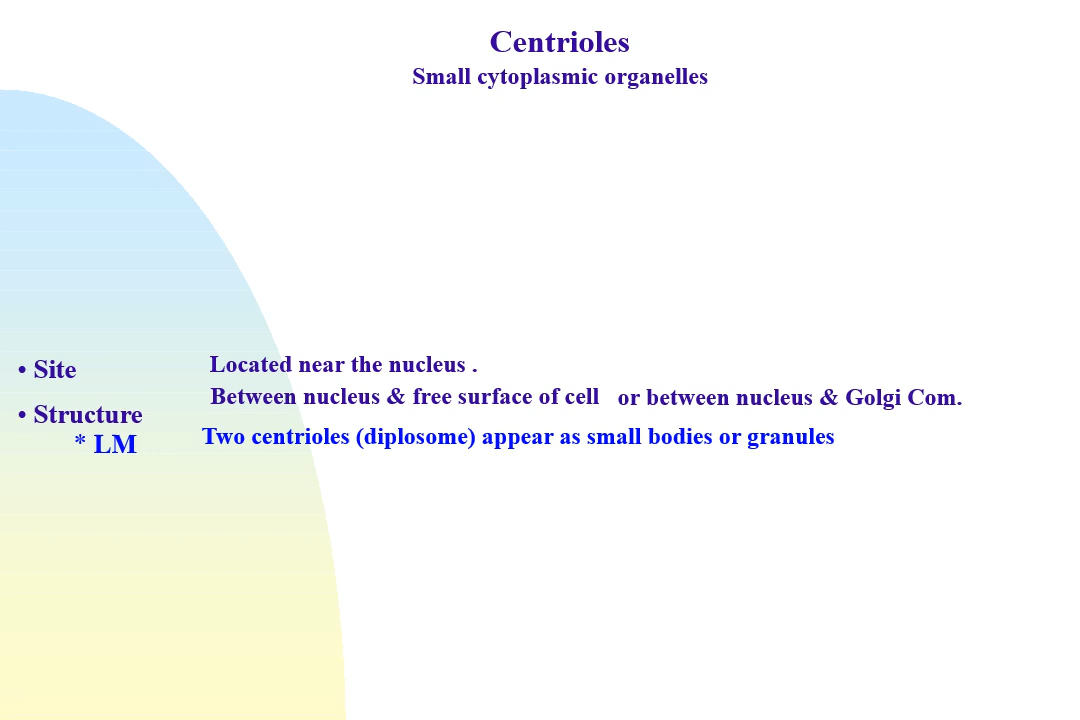 Centrioles
Small cytoplasmic organelles
• Site
Located near the nucleus .
Between nucleus & free surface of cell or between nucleus & Golgi Com.
• Structure
* LM
Two centrioles (diplosome) appear as small bodies or granules